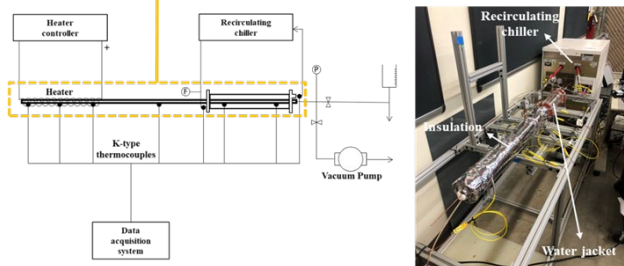 Heater
controller
+
Recirculating
chiller
P
F
Heater
K-type
thermocouples
Vacuum Pump
Data
acquisition
system
Recirculating
chiller
Insulation
Water jacket